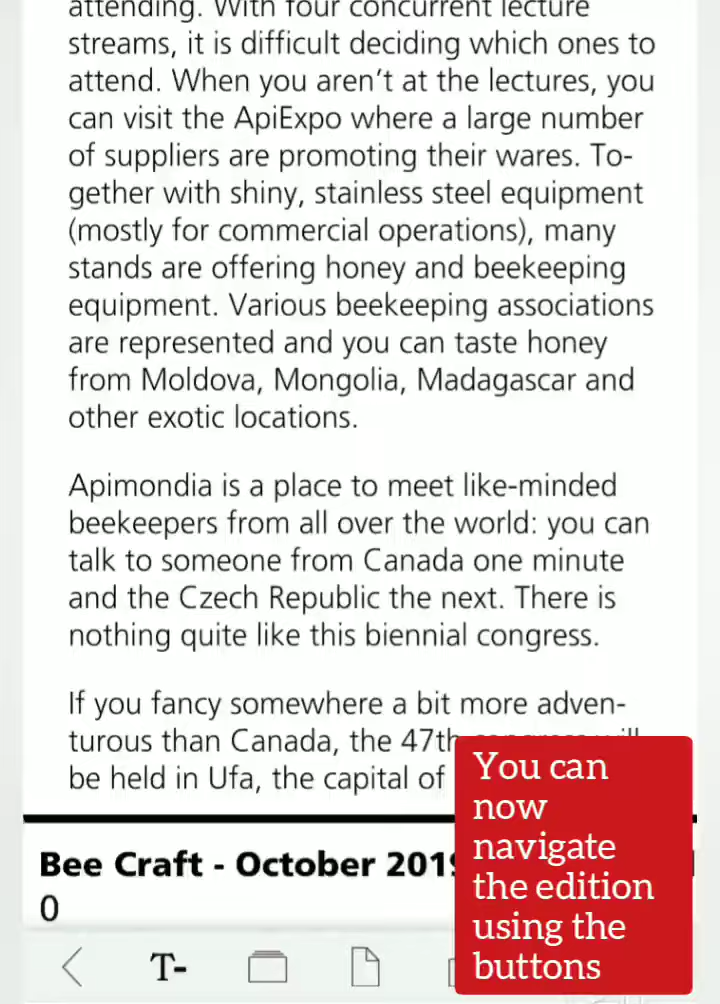 attending. With four concurrent lecture
streams, it is difficult deciding which ones to
attend. When you aren’t at the lectures, you
can visit the ApiExpo where a large number
of suppliers are promoting their wares. To-
gether with shiny, stainless steel equipment
(mostly for commercial operations), many
stands are offering honey and beekeeping
equipment. Various beekeeping associations
are represented and you can taste honey
from Moldova, Mongolia, Madagascar and
other exotic locations.
Apimondia is a place to meet like-minded
beekeepers from all over the world: you can
talk to someone from Canada one minute
and the Czech Republic the next. There is
nothing quite like this biennial congress.
If you fancy somewhere a bit more adven-
turous than Canada, the 47th
be held in Ufa, the capital of
Bee Craft - October 2019
0
T-
You can
now
navigate
the edition
using the
buttons